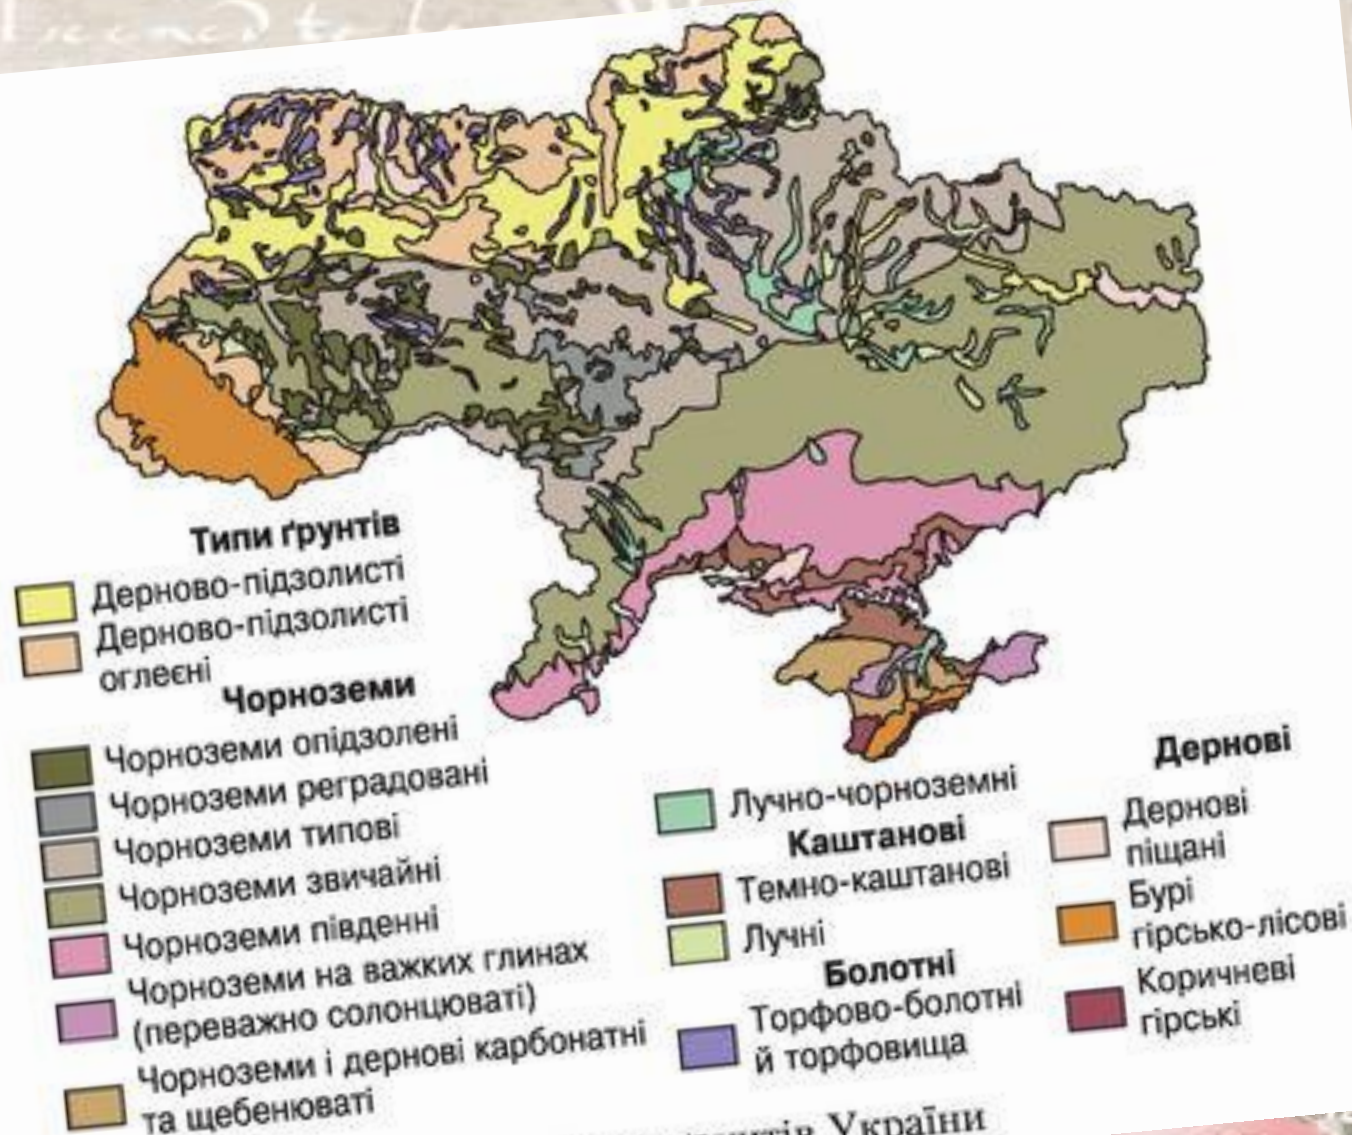 Типи ґрунтів
Дерново-підзолисті
Дерново-підзолисті
оглеєні
Чорноземи
Чорноземи опідзолені
Чорноземи реградовані
Чорноземи типові
Чорноземи звичайні
Чорноземи південні
Чорноземи на важких глинах
(переважно солонцюваті)
Чорноземи і дернові карбонатні
та щебенюваті
Лучно-чорноземні
Каштанові
Темно-каштанові
Лучні
Болотні
Торфово-болотні
й торфовища
Дернові
Дернові
піщані
Бурі
гірсько-лісові
Коричневі
гірські
України